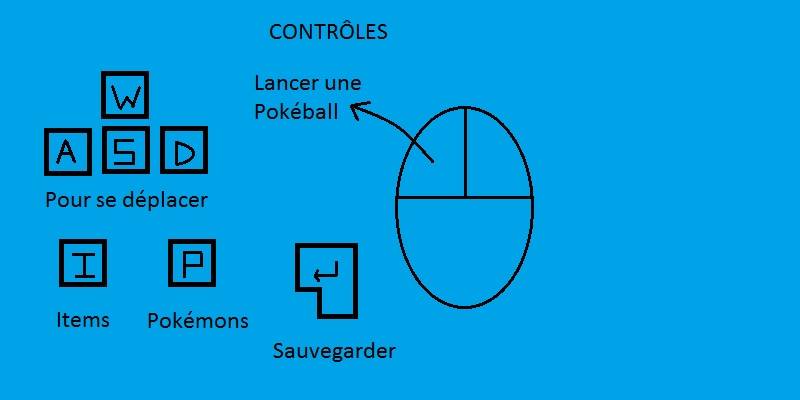 CONTRÔLES
Lancer une
Pokéball
W
A S D
Pour se déplacer
I P
Items Pokémons
Sauvegarder